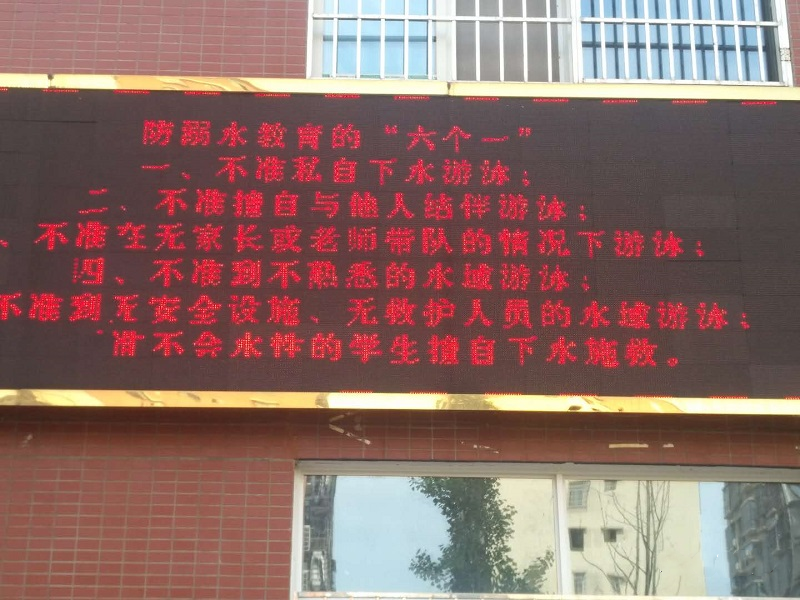 防溺水教育的“六个一”
一、不准私自下水游泳;
二、不准擅自与他人结伴游泳;
、不准在无家长或老师带队的情况下游泳;
四、不准到不熟悉的水域游泳;
不准到无安全设施、无救护人员的水域游泳;
准不会水性的学生擅自下水施救。